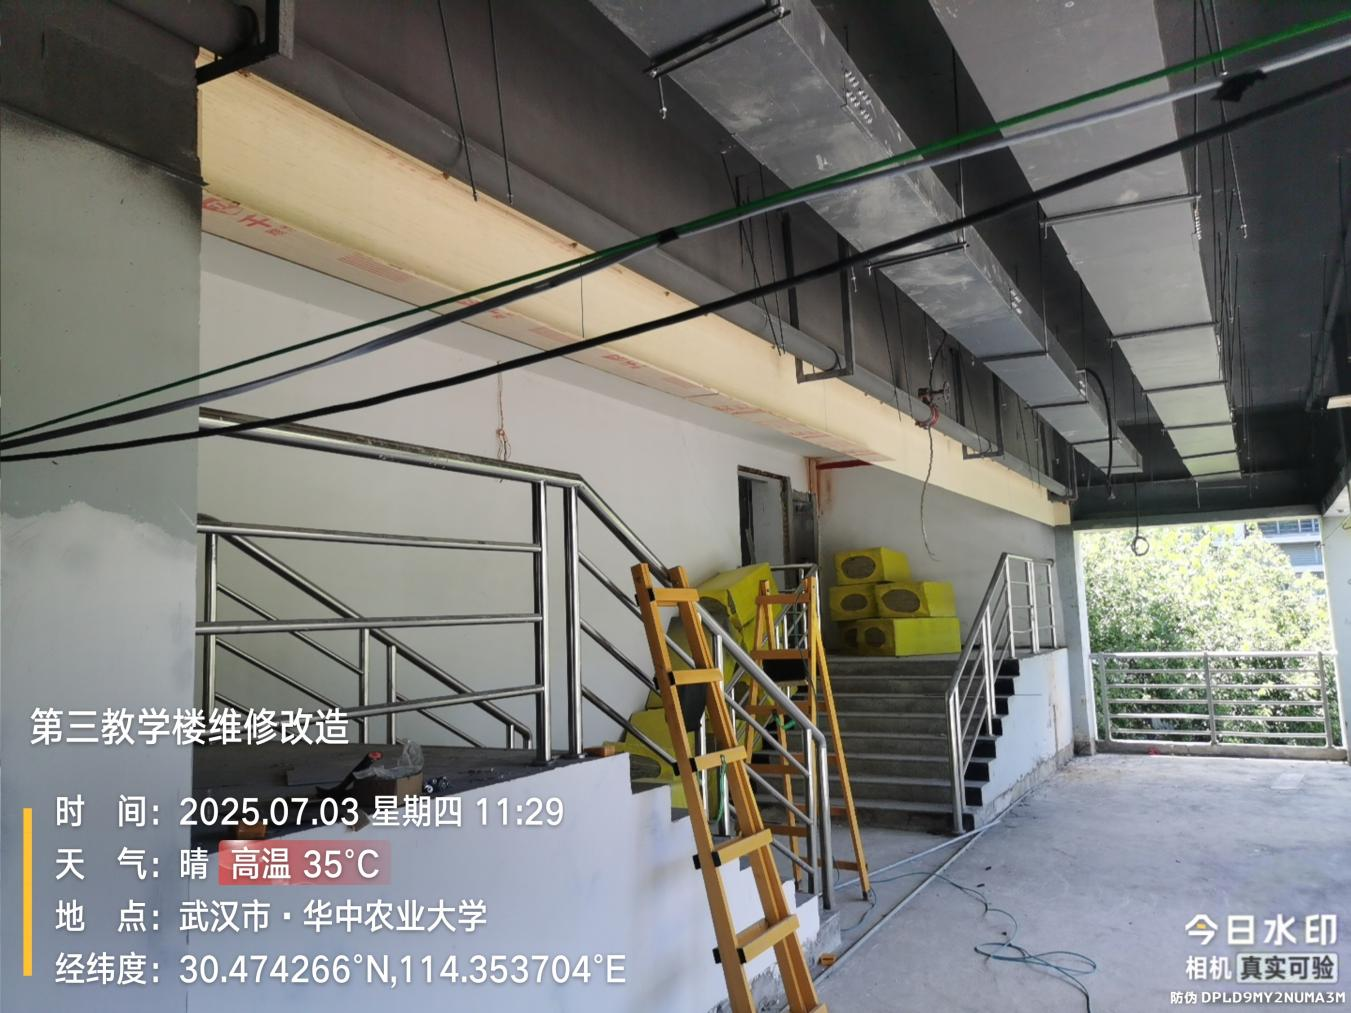 第三教学楼维修改造
时 间：2025.07.03 星期四 11:29
天 气：晴 高温 35°C
地 点：武汉市·华中农业大学
经纬度：30.474266°N,114.353704°E
今日水印
相机 真实可验
防伪 DPLD9MY2NUMA3M